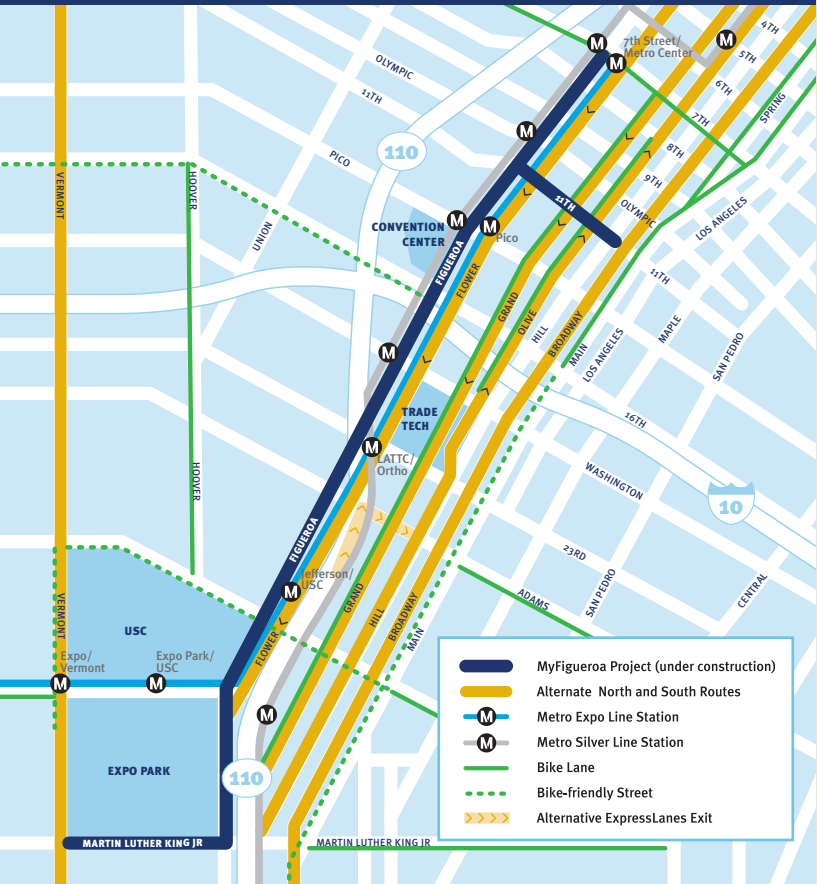 4TH
5TH
6TH
7TH
8TH
9TH
SPRING
OLYMPIC
11TH
PICO
110
M
M
7th Street/
Metro Center
M
M
M
M
Pico
CONVENTION
CENTER
11TH
OLYMPIC
LOS ANGELES
11TH
VERMONT
HOOVER
UNION
FIGUEROA
FLOWER
GRAND
OLIVE
HILL
BROADWAY
MAIN
LOS ANGELES
MAPLE
SAN PEDRO
M
TRADE
TECH
M
LATTC/
Ortho
16TH
10
WASHINGTON
23RD
ADAMS
SAN PEDRO
CENTRAL
HOOVER
FIGUEROA
Jefferson/
USC
M
FLOWER
GRAND
HILL
BROADWAY
MAIN
VERMONT
USC
Expo/
Vermont
M
Expo Park/
USC
M
M
EXPO PARK
110
MARTIN LUTHER KING JR
MARTIN LUTHER KING JR
MyFigueroa Project (under construction)
Alternate North and South Routes
M Metro Expo Line Station
M Metro Silver Line Station
Bike Lane
Bike-friendly Street
Alternative ExpressLanes Exit